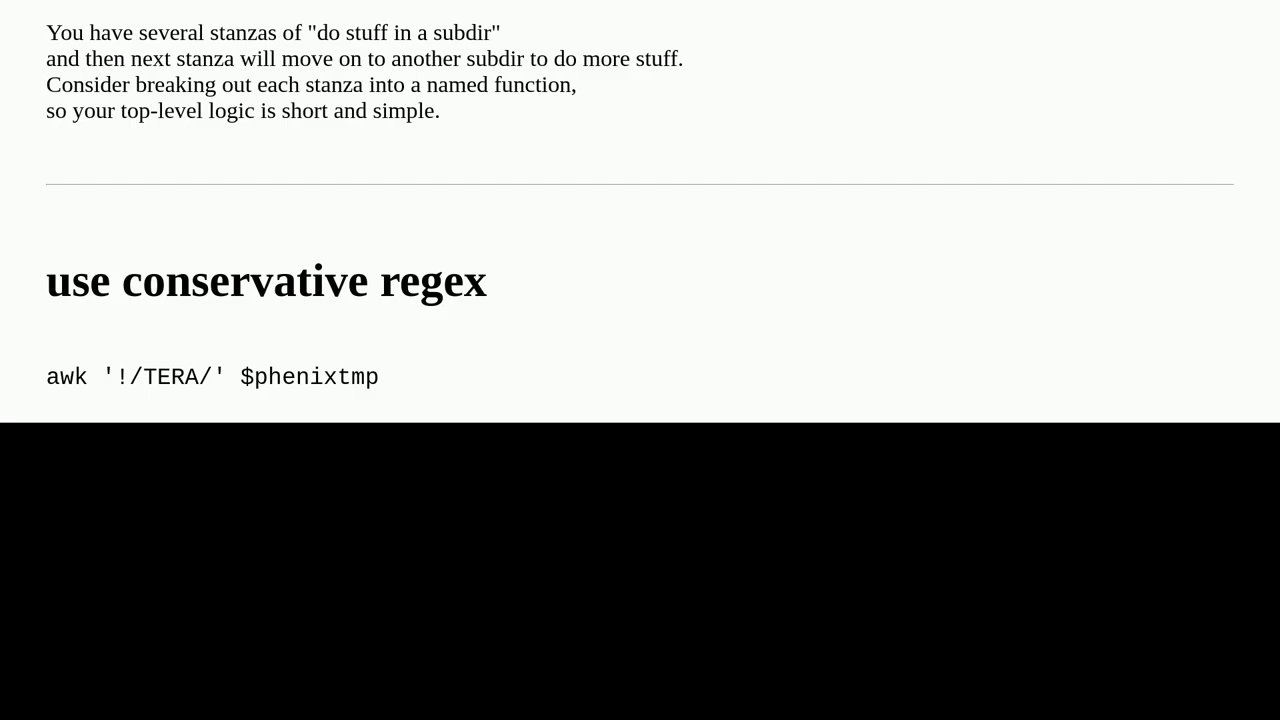 You have several stanzas of "do stuff in a subdir"
and then next stanza will move on to another subdir to do more stuff.
Consider breaking out each stanza into a named function,
so your top-level logic is short and simple.
use conservative regex
awk '!/TERA/' $phenixtmp